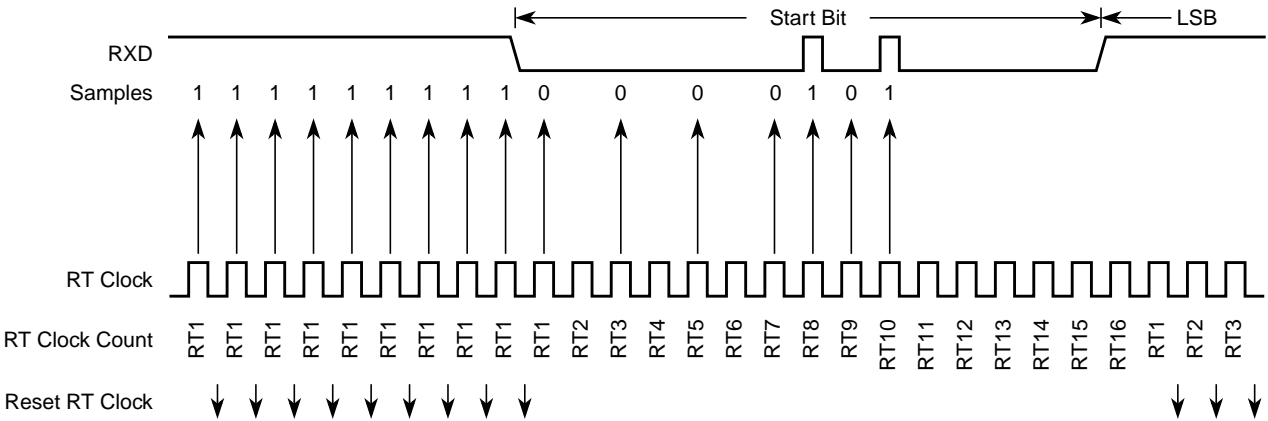 Start Bit LSB
RXD
Samples 1 1 1 1 1 1 1 1 1 0 0 0 0 1 0 1
RT Clock
RT Clock Count RT1 RT1 RT1 RT1 RT1 RT1 RT1 RT1 RT1 RT1 RT2 RT3 RT4 RT5 RT6 RT7 RT8 RT9 RT10 RT11 RT12 RT13 RT14 RT15 RT16 RT1 RT2 RT3
Reset RT Clock